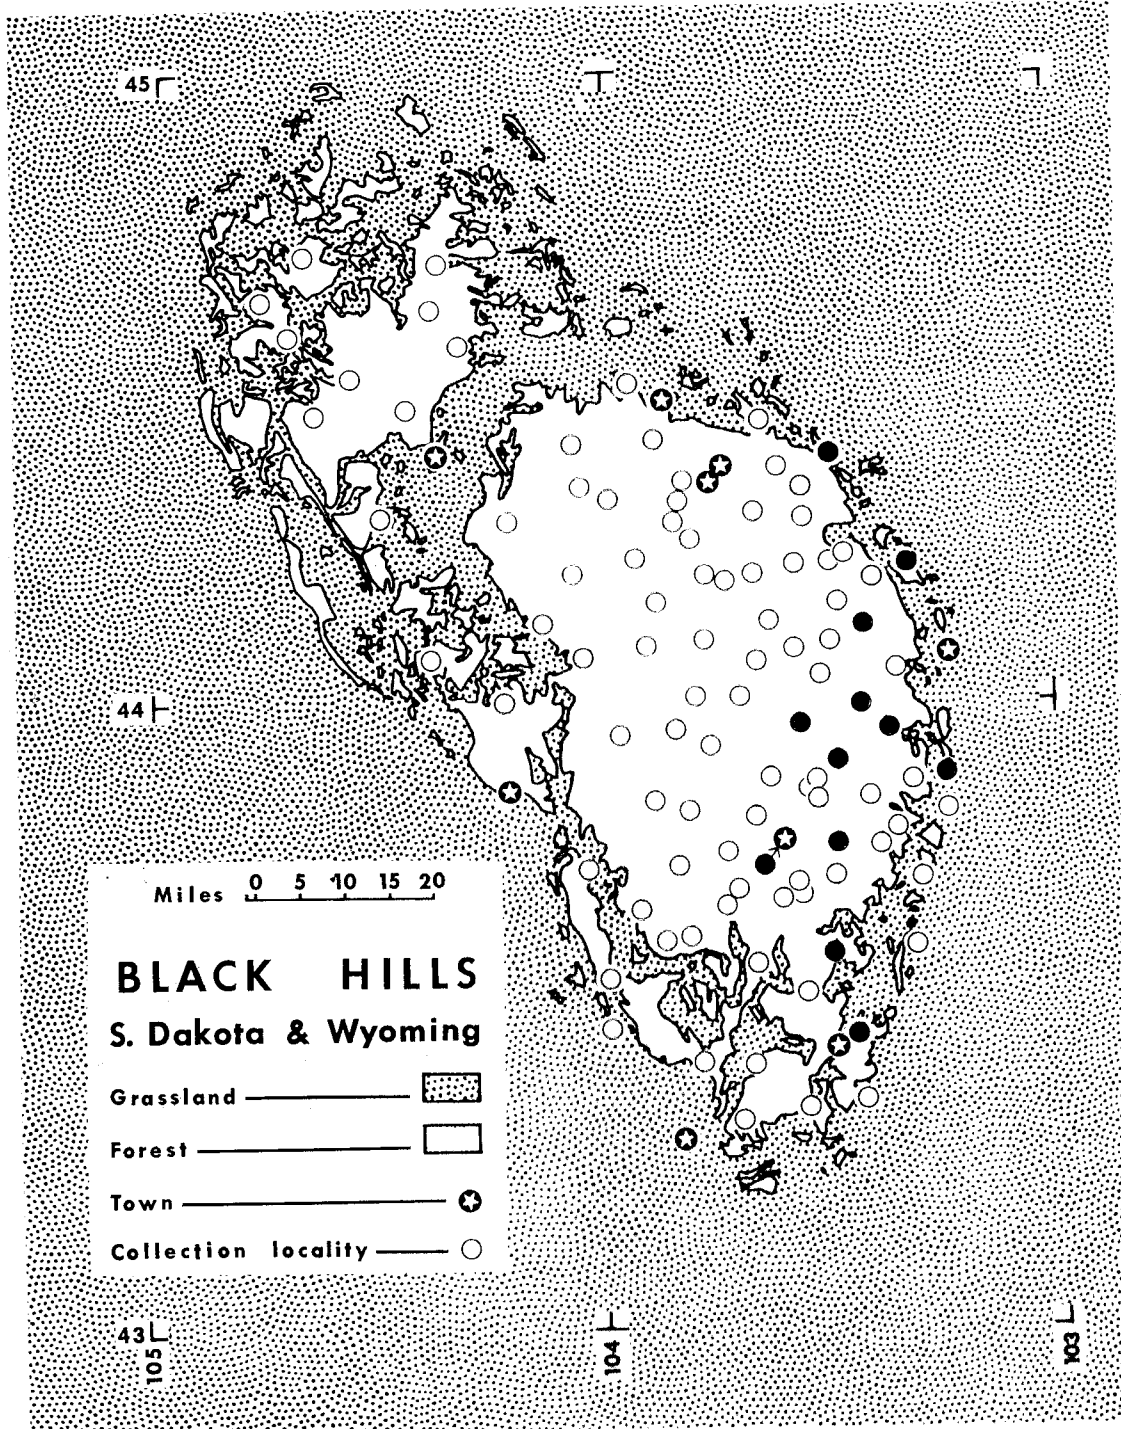 45
44
Miles 0 5 10 15 20
BLACK HILLS
S. Dakota & Wyoming
Grassland
Forest
Town
Collection locality
43
105
104
103